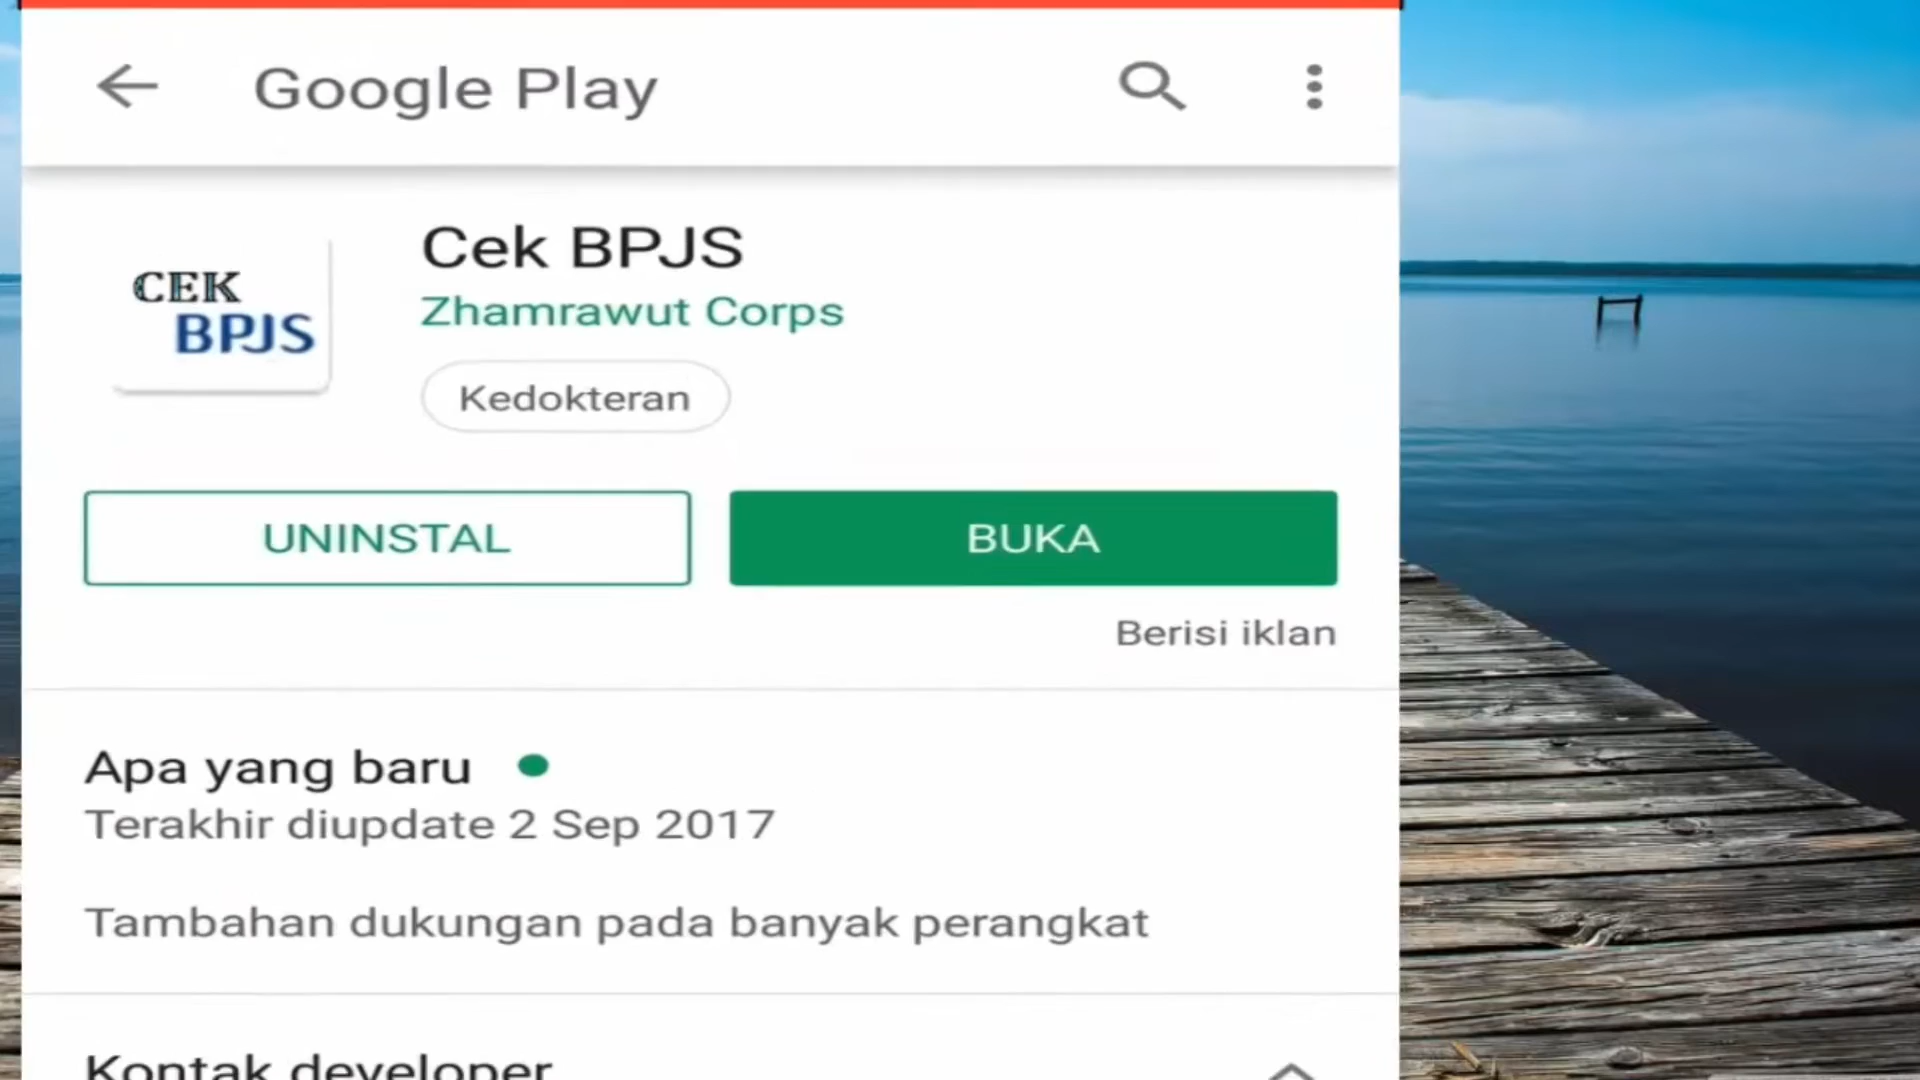 Google Play
CEK
BPJS
Cek BPJS
Zhamrawut Corps
Kedokteran
UNINSTAL
BUKA
Berisi iklan
Apa yang baru
Terakhir diupdate 2 Sep 2017
Tambahan dukungan pada banyak perangkat
Kontak developer